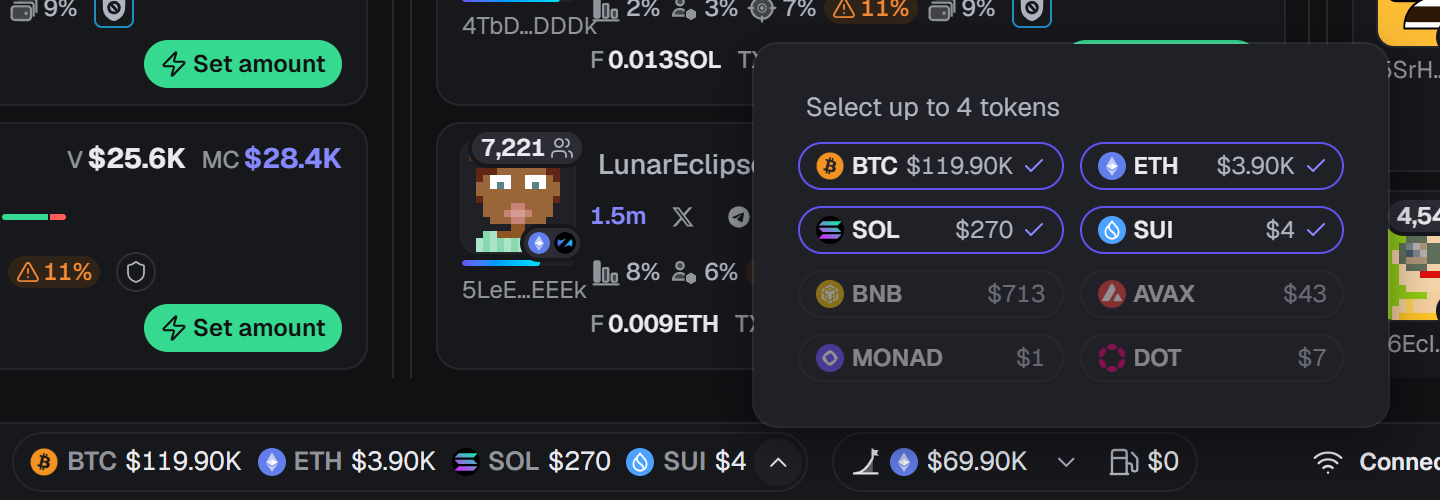 9%
Set amount
V $25.6K MC $28.4K
11%
Set amount
4TbD...DDDk
2% 3% 7% 11% 9%
F 0.013SOL
7,221
LunarEclips
1.5m
8% 6%
5LeE...EEEk
F 0.009ETH
Select up to 4 tokens
BTC $119.90K
ETH $3.90K
SOL $270
SUI $4
BNB $713
AVAX $43
MONAD $1
DOT $7
4,54
6Ecl..
BTC $119.90K ETH $3.90K SOL $270 SUI $4
$69.90K
$0
Connec